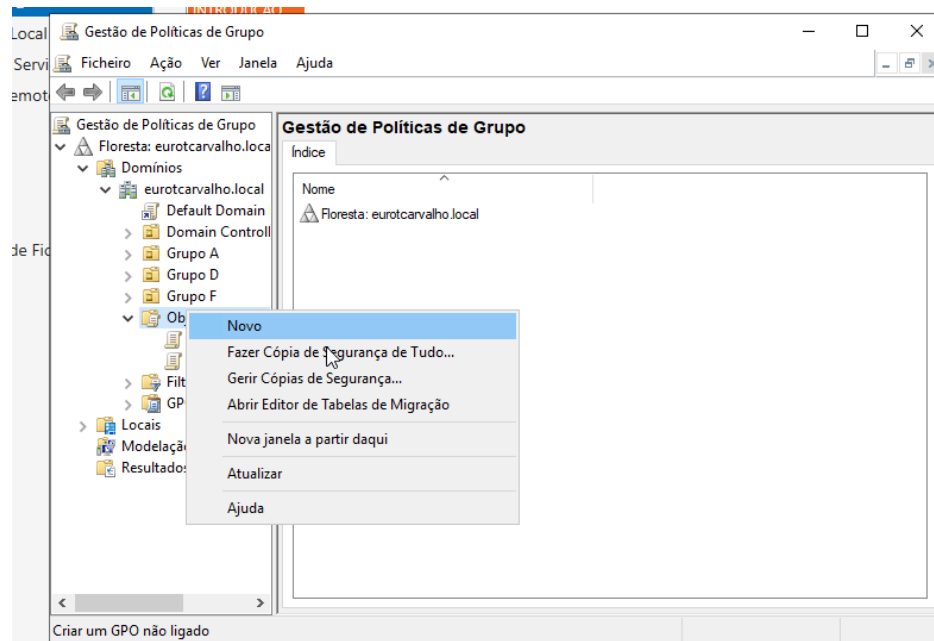 INTRODUÇÃO
Local
Gestão de Políticas de Grupo
Servi
Ficheiro Ação Ver Janela Ajuda
emot
Gestão de Políticas de Grupo
Floresta: eurotcarvalho.loca
Domínios
eurotcarvalho.local
Default Domain
Domain Controll
de Fic
Grupo A
Grupo D
Grupo F
Obj
Filt
GP
Locais
Modelaçã
Resultados
Gestão de Políticas de Grupo
Índice
Nome
Floresta: eurotcarvalho.local
Novo
Fazer Cópia de Segurança de Tudo...
Gerir Cópias de Segurança...
Abrir Editor de Tabelas de Migração
Nova janela a partir daqui
Atualizar
Ajuda
Criar um GPO não ligado